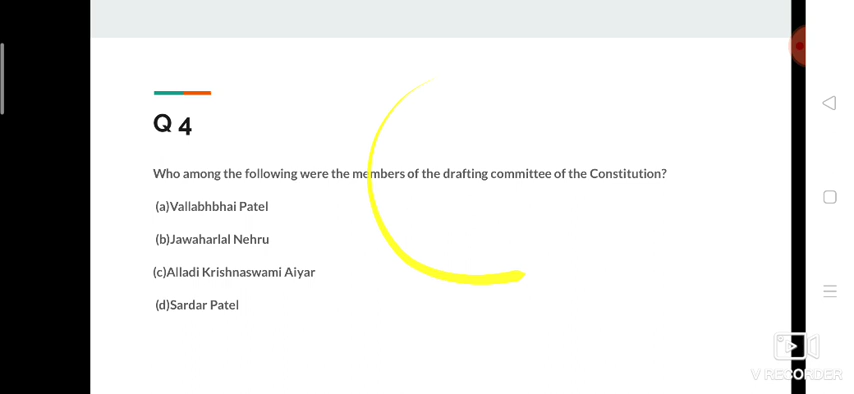 Q 4
Who among the following were the members of the drafting committee of the Constitution?
(a)Vallabhbhai Patel
(b)Jawaharlal Nehru
(c)Alladi Krishnaswami Aiyar
(d)Sardar Patel
V RECORDER